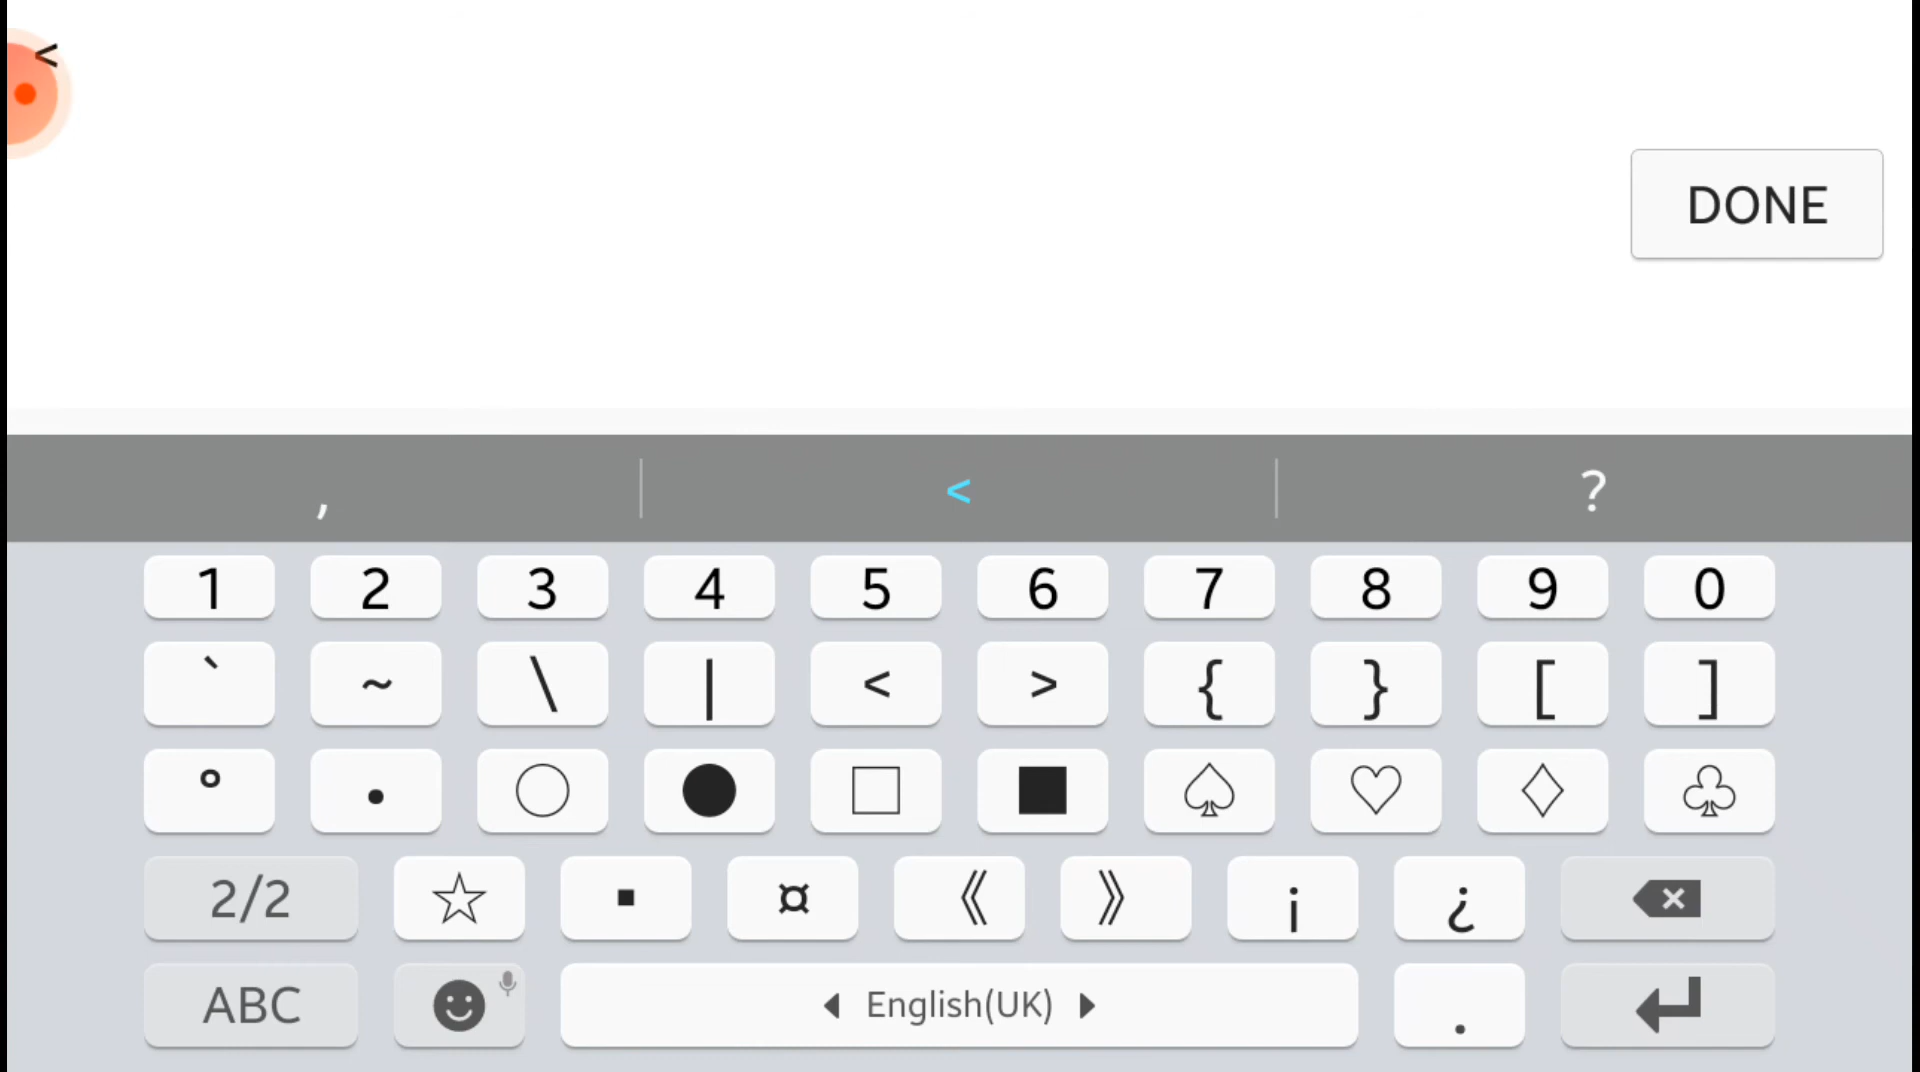 <
DONE
, < ?
1 2 3 4 5 6 7 8 9 0
` ~ \ | < > { } [ ]
° • ○ ● □ ■ ♤ ♡ ◇ ♧
2/2 ☆ ▪ ¤ 《 》 ¡ ¿
ABC English(UK) .